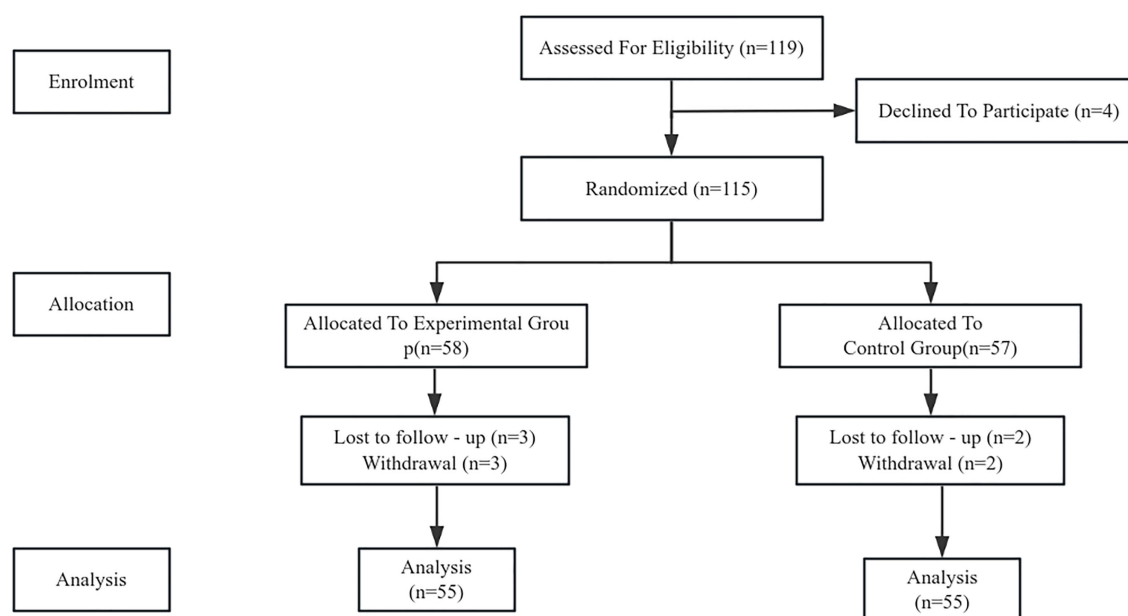 Assessed For Eligibility (n=119)
Enrolment
Declined To Participate (n=4)
Randomized (n=115)
Allocation
Allocated To Experimental Grou
p(n=58)
Allocated To
Control Group(n=57)
Lost to follow - up (n=3)
Withdrawal (n=3)
Lost to follow - up (n=2)
Withdrawal (n=2)
Analysis
Analysis
(n=55)
Analysis
(n=55)